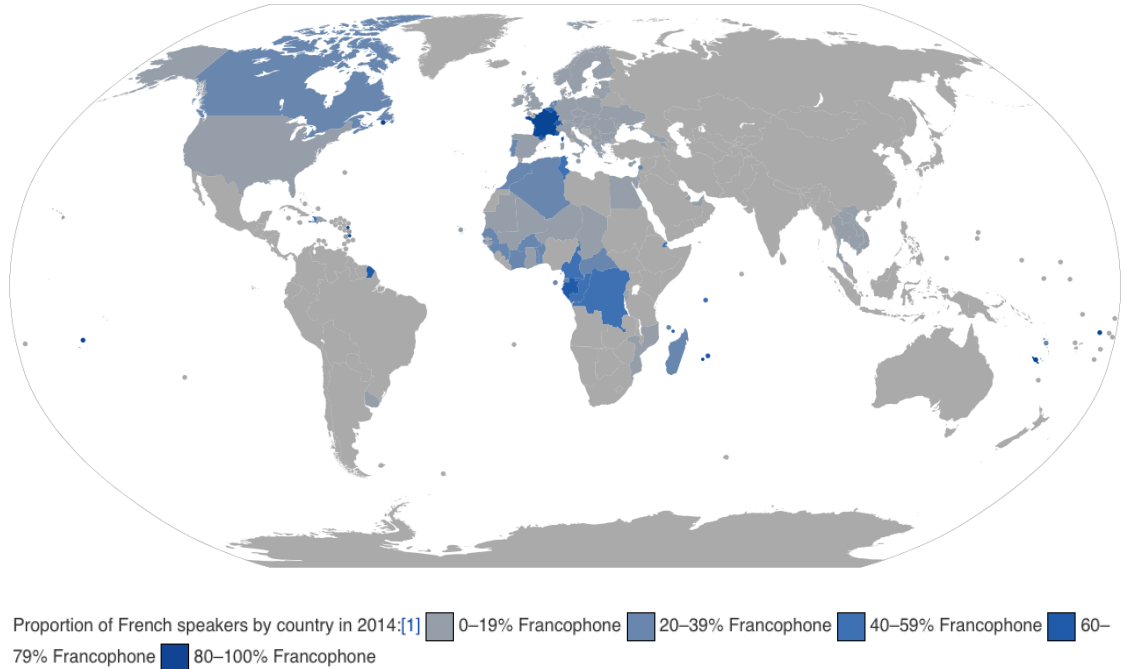 Proportion of French speakers by country in 2014:[1] 0–19% Francophone 20–39% Francophone 40–59% Francophone 60–
79% Francophone 80–100% Francophone